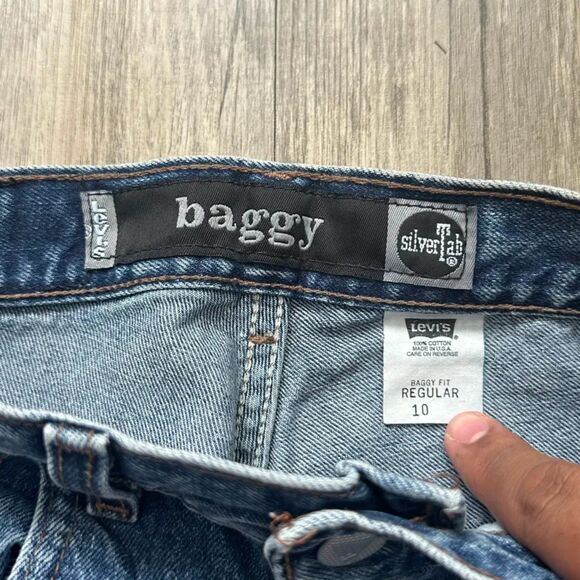 LEVI'S
baggy
silverTab
®
LEVI'S
100% COTTON
MADE IN U.S.A.
CARE ON REVERSE
BAGGY FIT
REGULAR
10